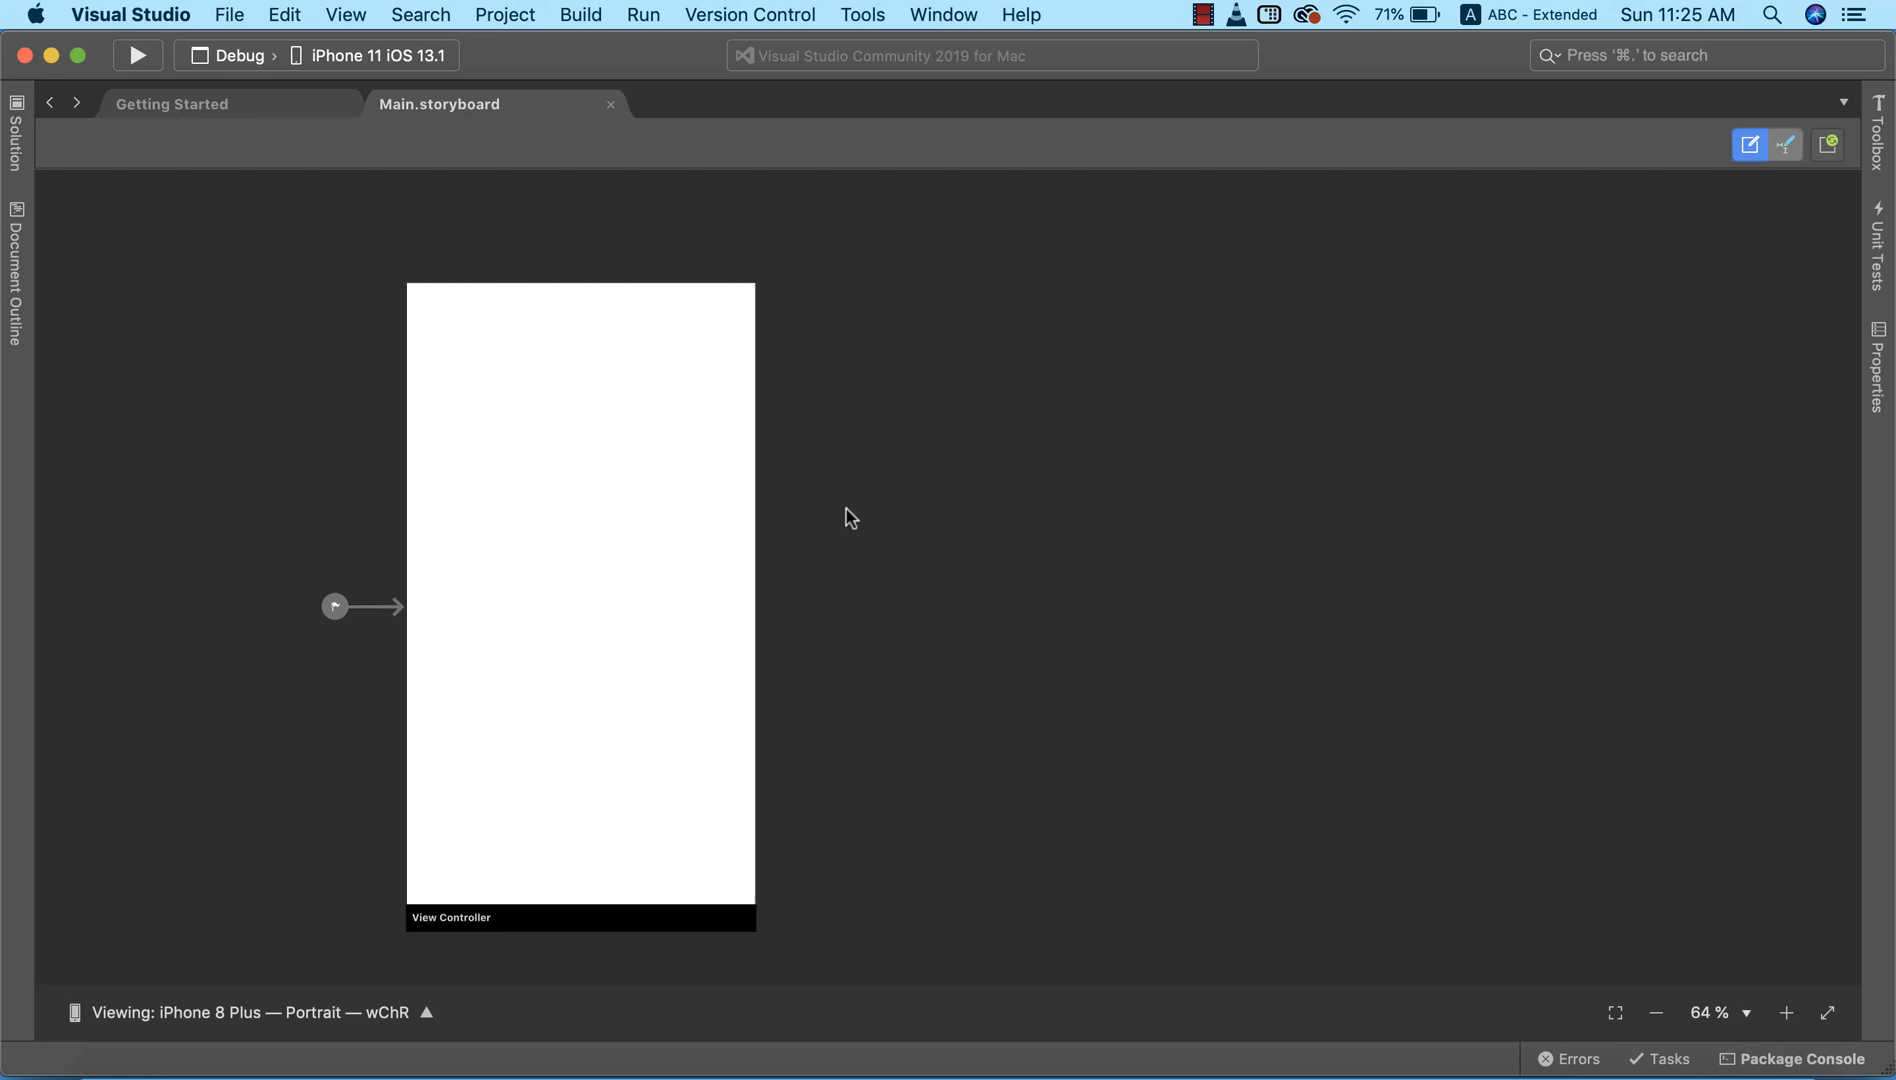 Visual Studio File Edit View Search Project Build Run Version Control Tools Window Help 71% A ABC - Extended Sun 11:25 AM
Debug › iPhone 11 iOS 13.1 Visual Studio Community 2019 for Mac Press ‘⌘.’ to search
Getting Started Main.storyboard
Solution
Document Outline
Toolbox
Unit Tests
Properties
View Controller
Viewing: iPhone 8 Plus — Portrait — wChR 64 %
Errors Tasks Package Console